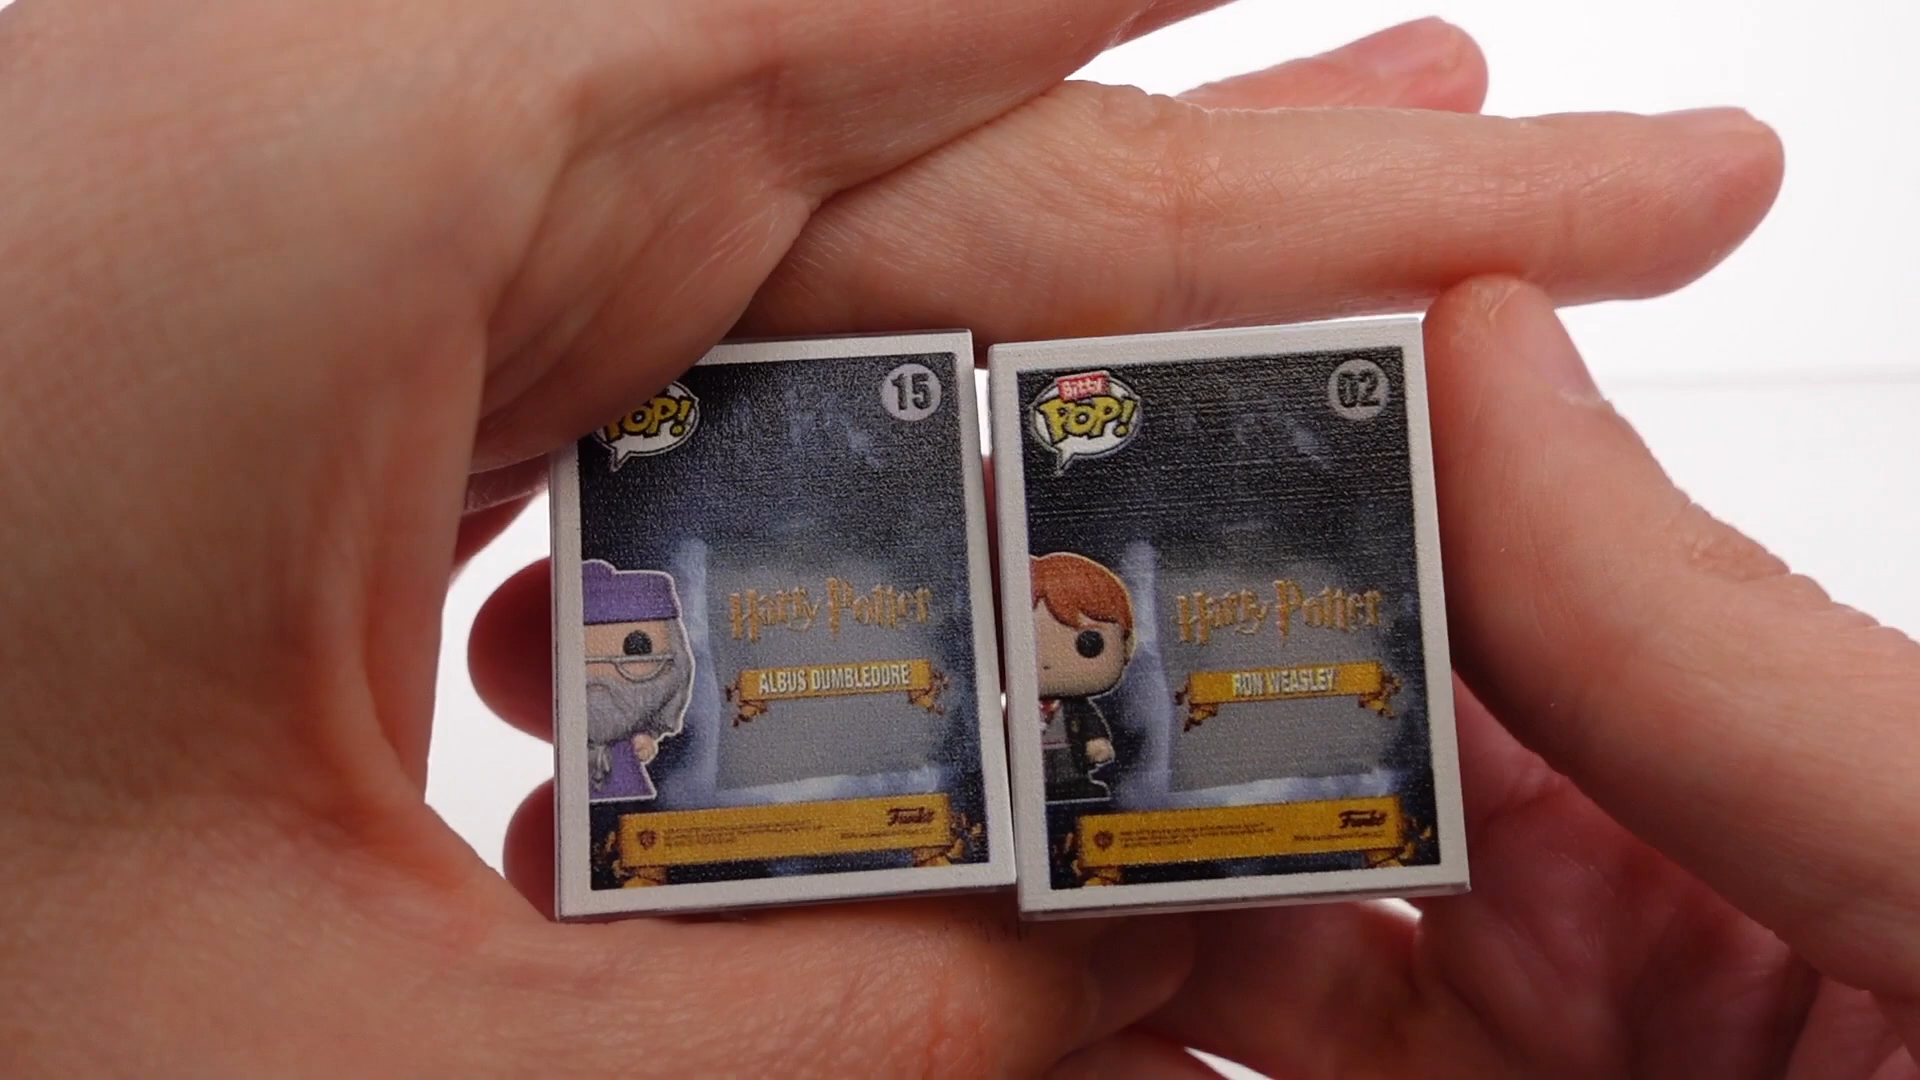 POP!
15
Harry Potter
ALBUS DUMBLEDORE
Funko
Bitty
POP!
02
Harry Potter
RON WEASLEY
Funko